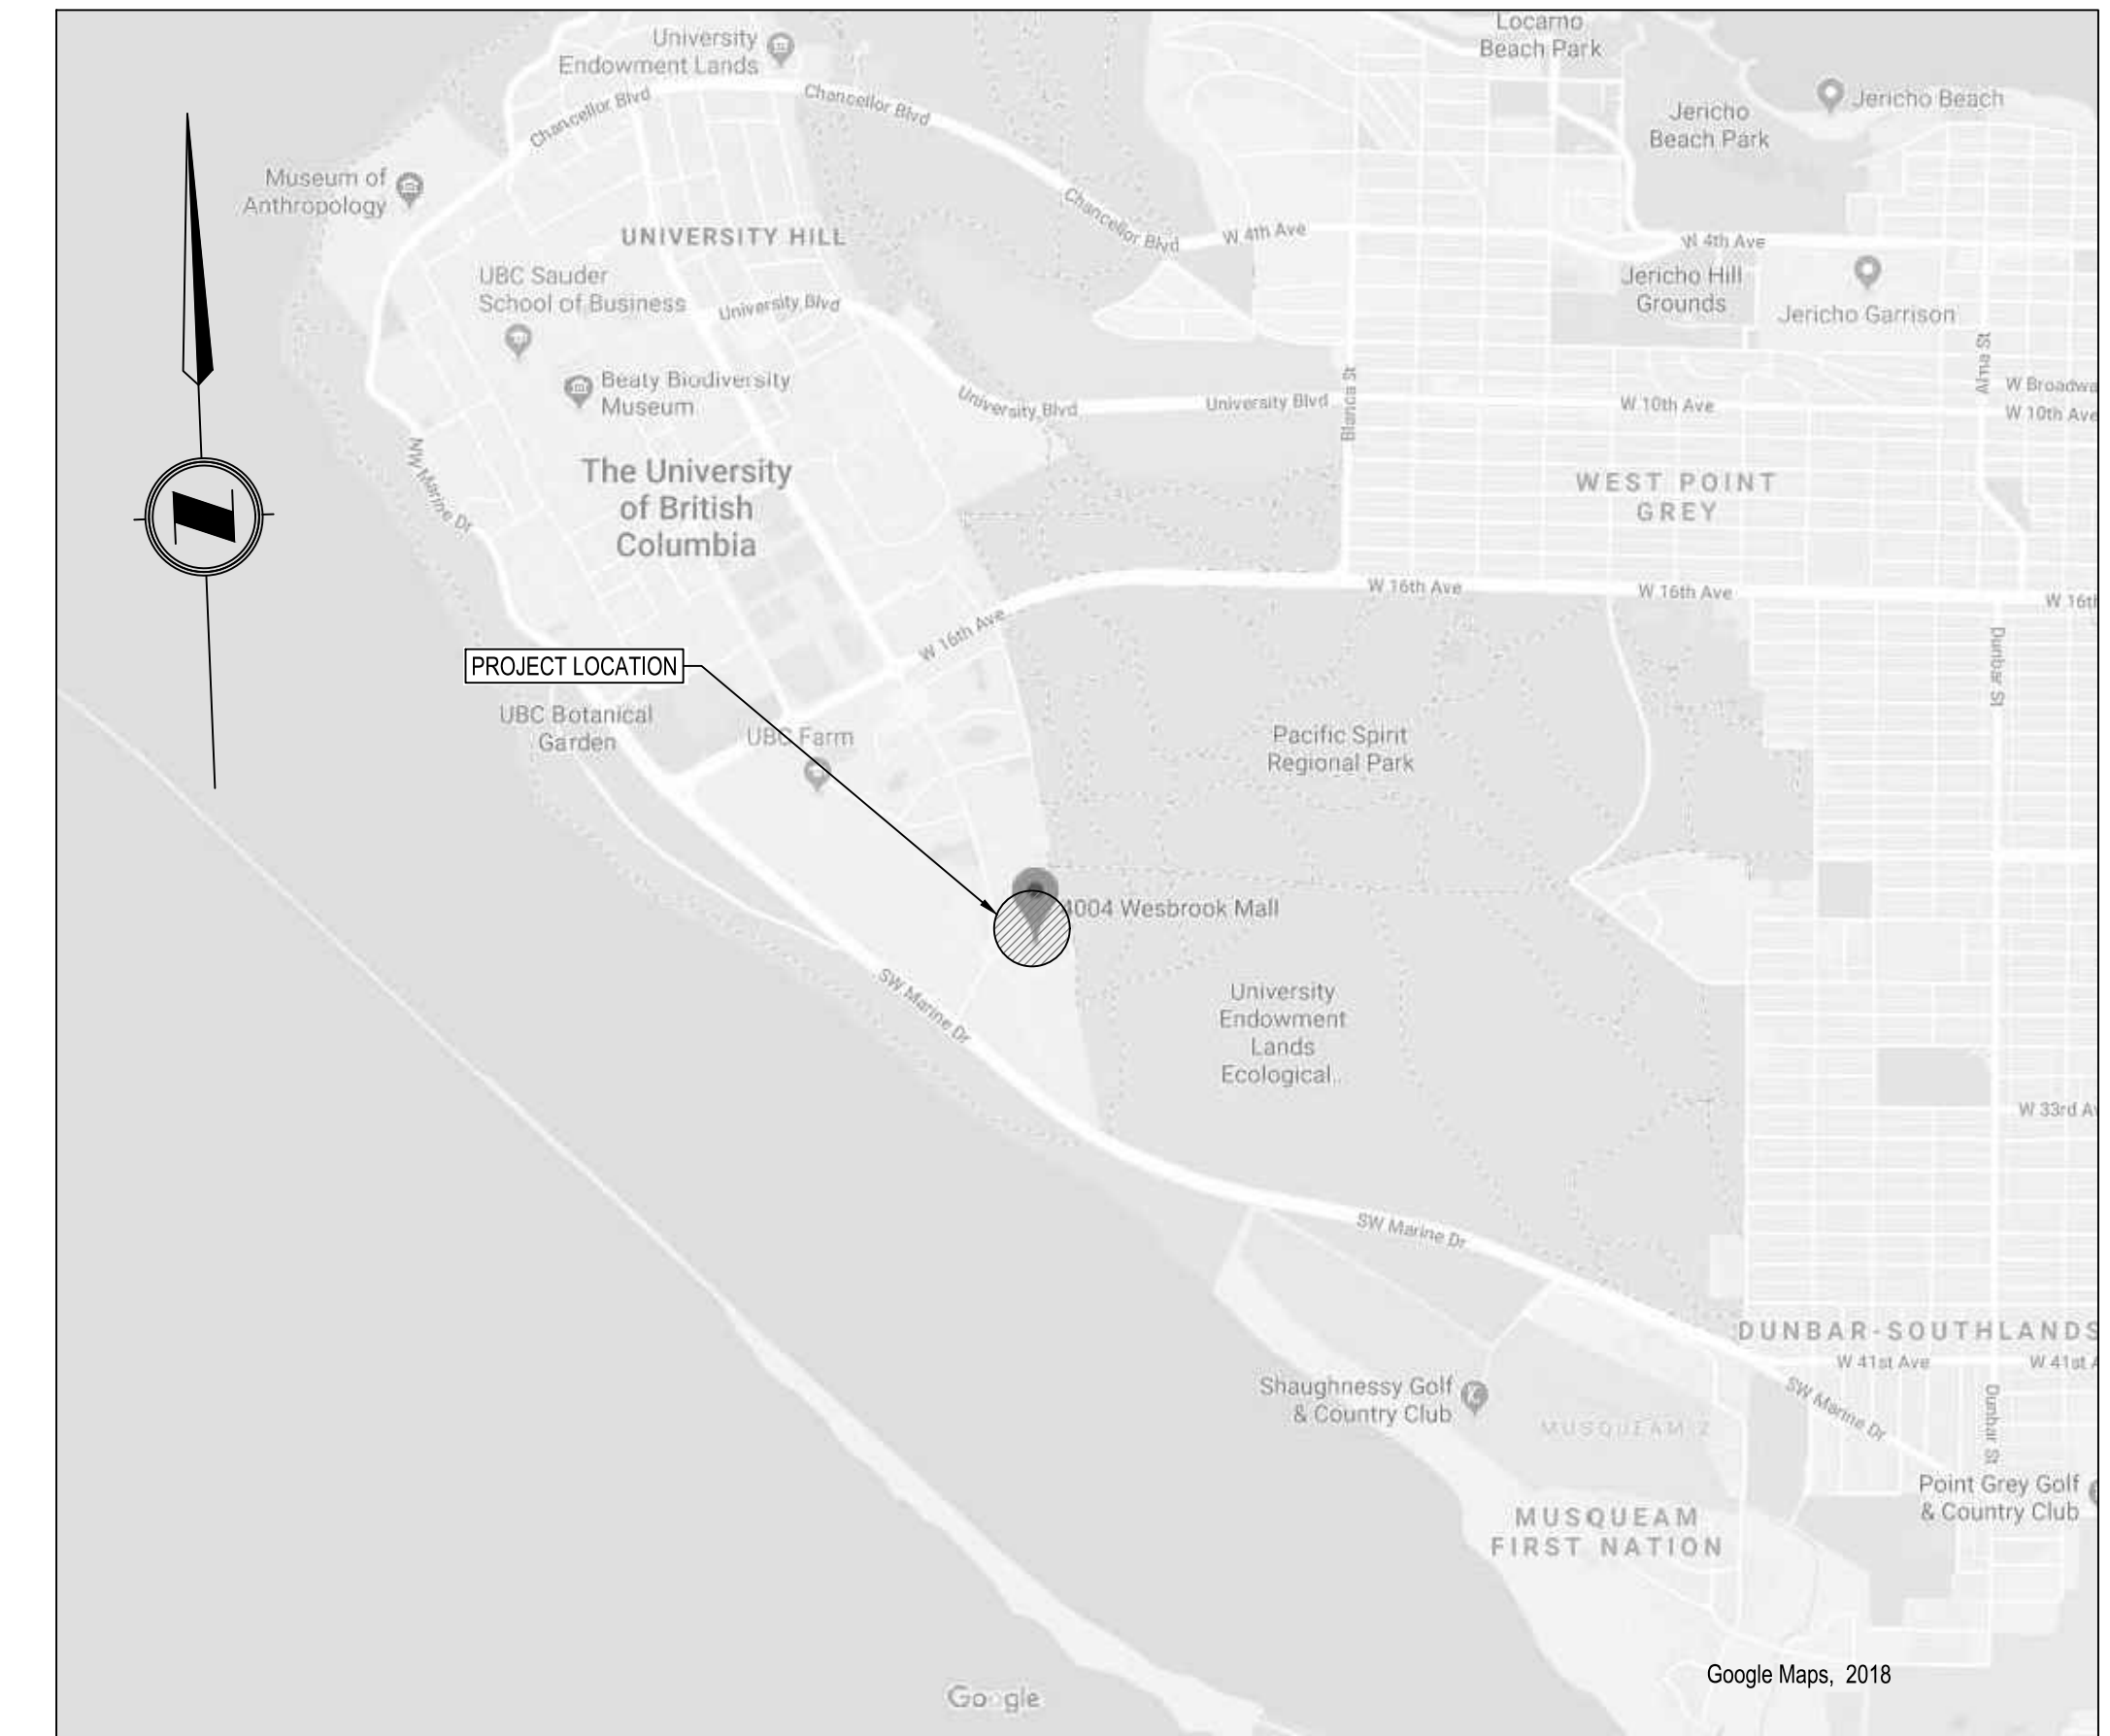 Locarno
Beach Park
University
Endowment Lands
Chancellor Blvd
Chancellor Blvd
Jericho Beach
Jericho
Beach Park
Museum of
Anthropology
Chancellor Blvd
UNIVERSITY HILL
W 4th Ave
W 4th Ave
UBC Sauder
School of Business
University Blvd
Jericho Hill
Grounds
Jericho Garrison
Alma St
Beaty Biodiversity
Museum
University Blvd
University Blvd
Blanca St
W 10th Ave
W Broadwa
W 10th Ave
NW Marine Dr
The University
of British
Columbia
WEST POINT
GREY
N
W 16th Ave
W 16th Ave
W 16th
W 16th Ave
Dunbar St
PROJECT LOCATION
UBC Botanical
Garden
UBC Farm
Pacific Spirit
Regional Park
4004 Wesbrook Mall
SW Marine Dr
University
Endowment
Lands
Ecological..
W 33rd A
SW Marine Dr
DUNBAR-SOUTHLANDS
W 41st Ave
W 41st A
Shaughnessy Golf
& Country Club
SW Marine Dr
Dunbar St
MUSQUEAM 2
Point Grey Golf
& Country Club
MUSQUEAM
FIRST NATION
Google Maps, 2018
Google